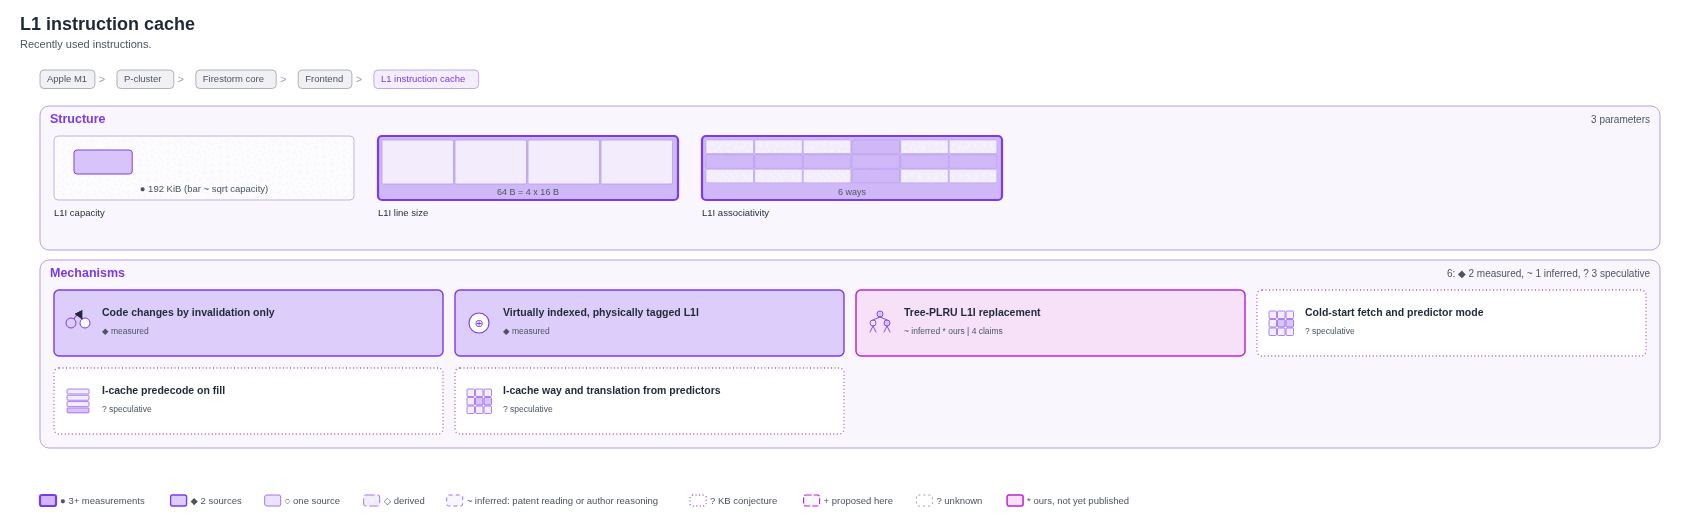 L1 instruction cache
Recently used instructions.
Apple M1 > P-cluster > Firestorm core > Frontend > L1 instruction cache
Structure
3 parameters
● 192 KiB (bar ~ sqrt capacity)
64 B = 4 x 16 B
6 ways
L1I capacity
L1I line size
L1I associativity
Mechanisms
6: ◆ 2 measured, ~ 1 inferred, ? 3 speculative
Code changes by invalidation only
◆ measured
Virtually indexed, physically tagged L1I
◆ measured
Tree-PLRU L1I replacement
~ inferred * ours | 4 claims
Cold-start fetch and predictor mode
? speculative
I-cache predecode on fill
? speculative
I-cache way and translation from predictors
? speculative
● 3+ measurements
◆ 2 sources
○ one source
◇ derived
~ inferred: patent reading or author reasoning
? KB conjecture
+ proposed here
? unknown
* ours, not yet published